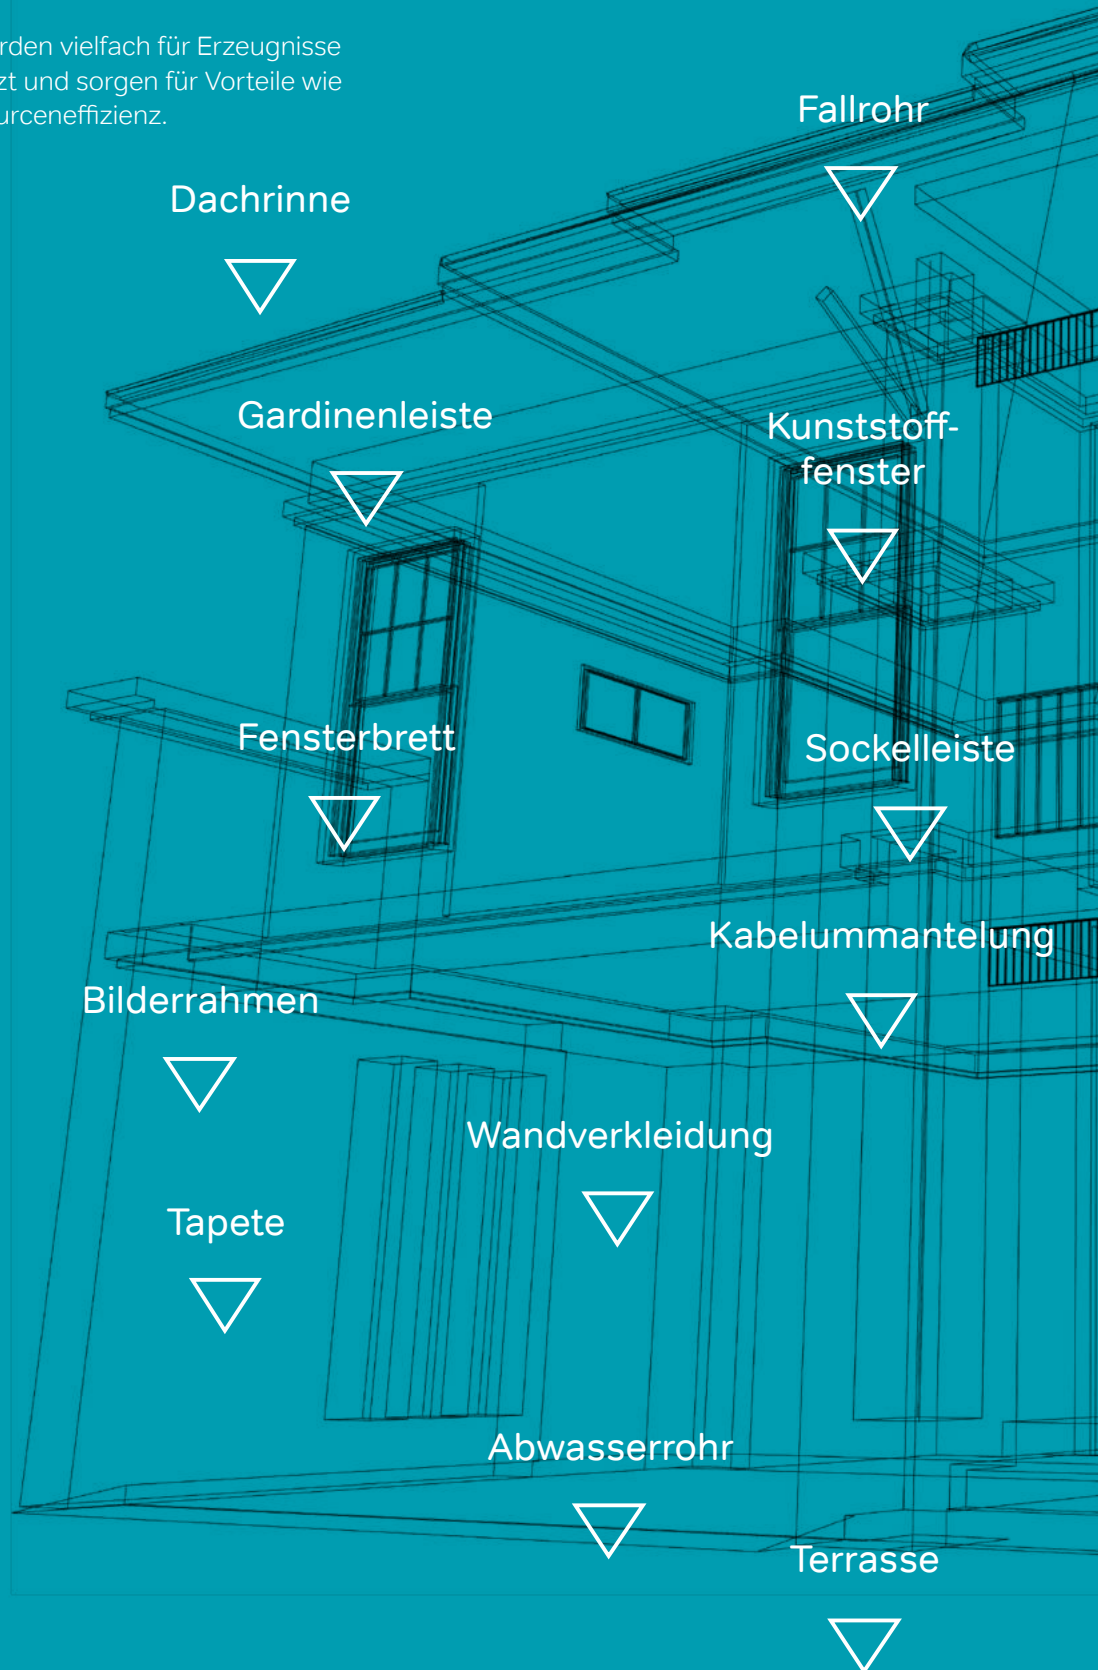 rden vielfach für Erzeugnisse
zt und sorgen für Vorteile wie
urceneffizienz.
Fallrohr
Dachrinne
Gardinenleiste
Kunststoff-
fenster
Fensterbrett
Sockelleiste
Kabelummantelung
Bilderrahmen
Wandverkleidung
Tapete
Abwasserrohr
Terrasse